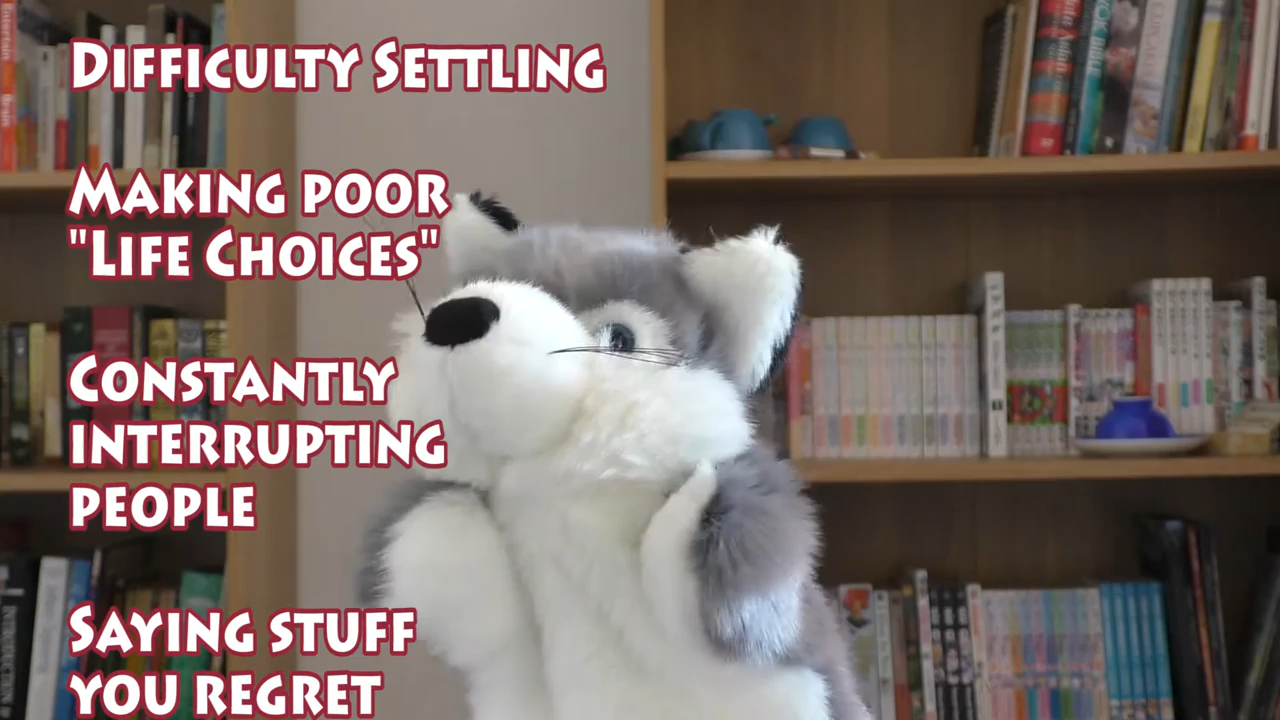 Difficulty Settling
Making poor
"Life Choices"
Constantly
interrupting
people
Saying stuff
you regret